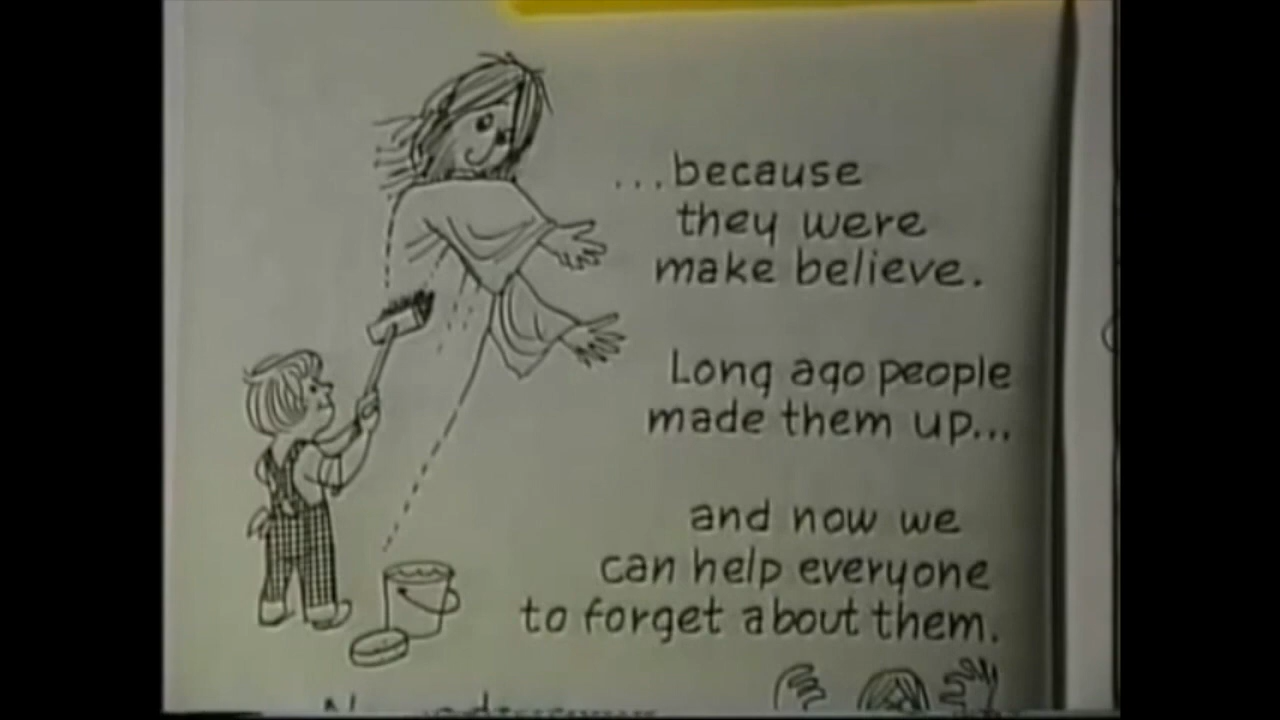 ...because
they were
make believe.
Long ago people
made them up...
and now we
can help everyone
to forget about them.